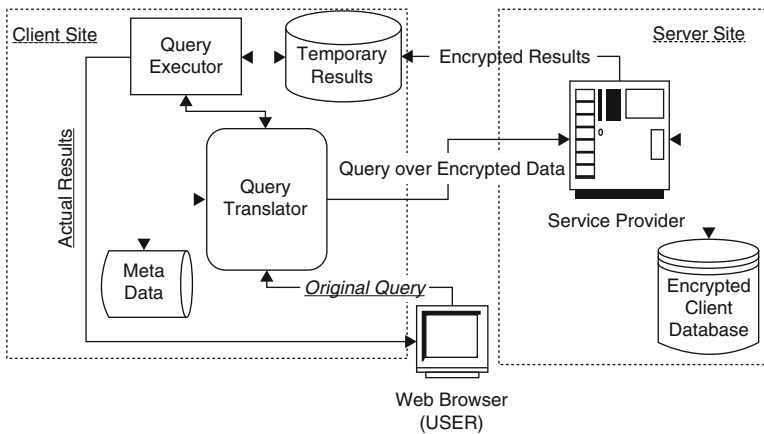 Client Site
Query
Executor
Temporary
Results
Encrypted Results
Server Site
Actual Results
Query
Translator
Query over Encrypted Data
Service Provider
Meta
Data
Original Query
Encrypted
Client
Database
Web Browser
(USER)